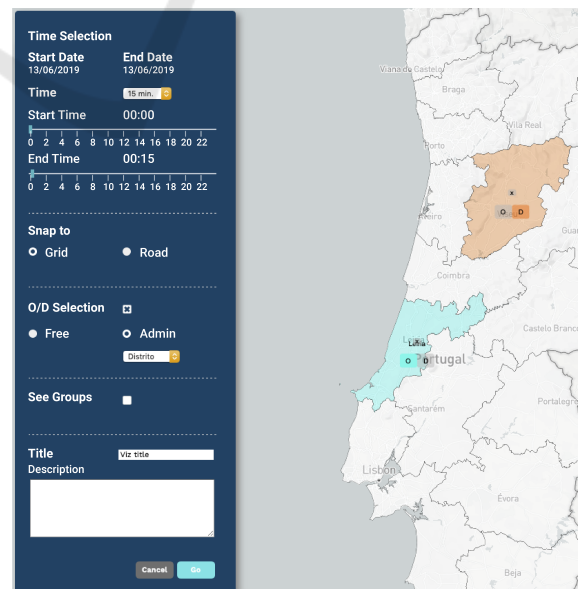 Time Selection
Start Date End Date
13/06/2019 13/06/2019
Time 15 min.
Start Time 00:00
0 2 4 6 8 10 12 14 16 18 20 22
End Time 00:15
0 2 4 6 8 10 12 14 16 18 20 22
Snap to
Grid Road
O/D Selection
Free Admin
Distrito
See Groups
Title Viz title
Description
Cancel Go
Viana do Castelo
Braga
Vila Real
Porto
O D
Aveiro
Coimbra
Castelo Branco
Leiria
O D
Portugal
Portalegre
Santarém
Lisbon
Évora
Beja